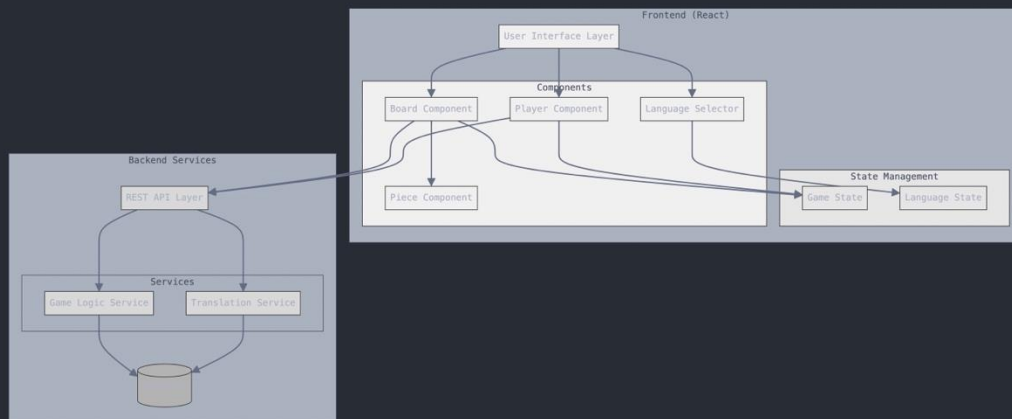 Frontend (React)
User Interface Layer
Components
Board Component
Player Component
Language Selector
Piece Component
State Management
Game State
Language State
Backend Services
REST API Layer
Services
Game Logic Service
Translation Service